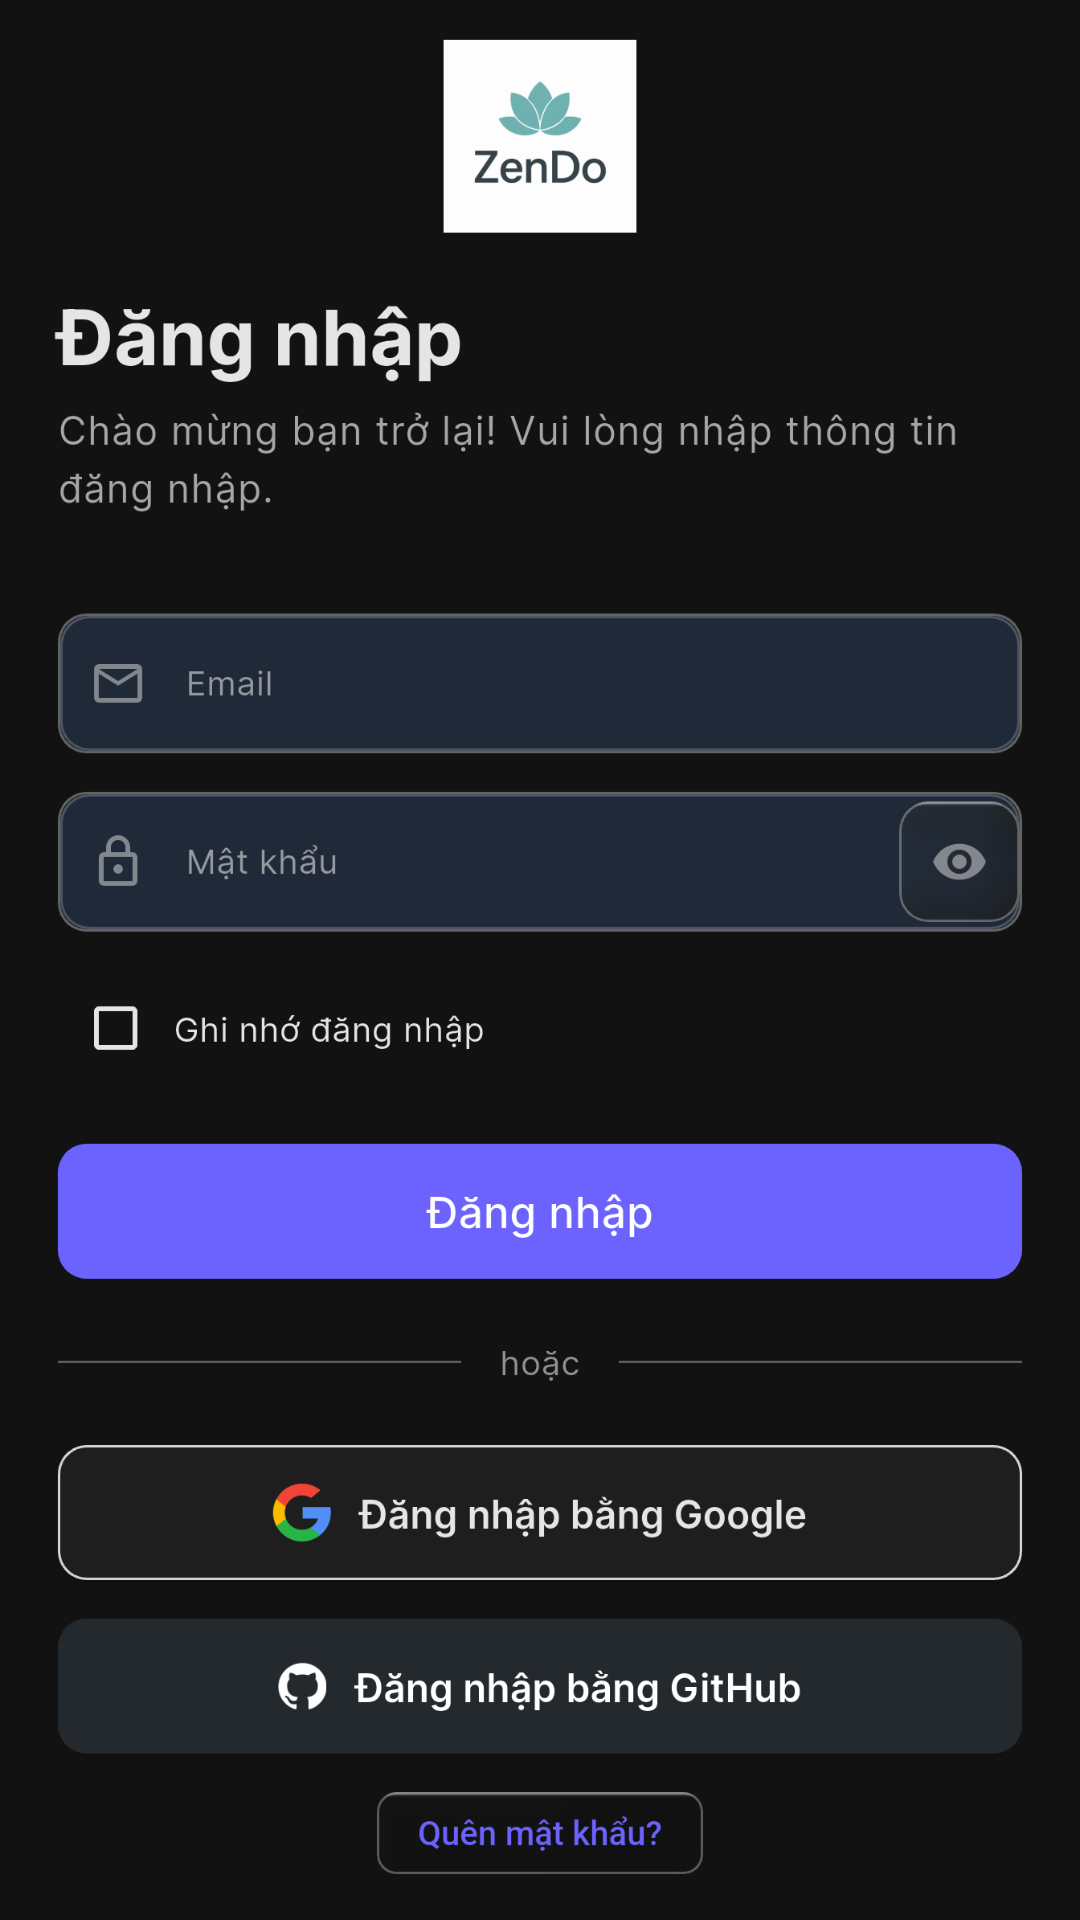 ZenDo
Đăng nhập
Chào mừng bạn trở lại! Vui lòng nhập thông tin
đăng nhập.
Email
Mật khẩu
Ghi nhớ đăng nhập
Đăng nhập
hoặc
Đăng nhập bằng Google
Đăng nhập bằng GitHub
Quên mật khẩu?